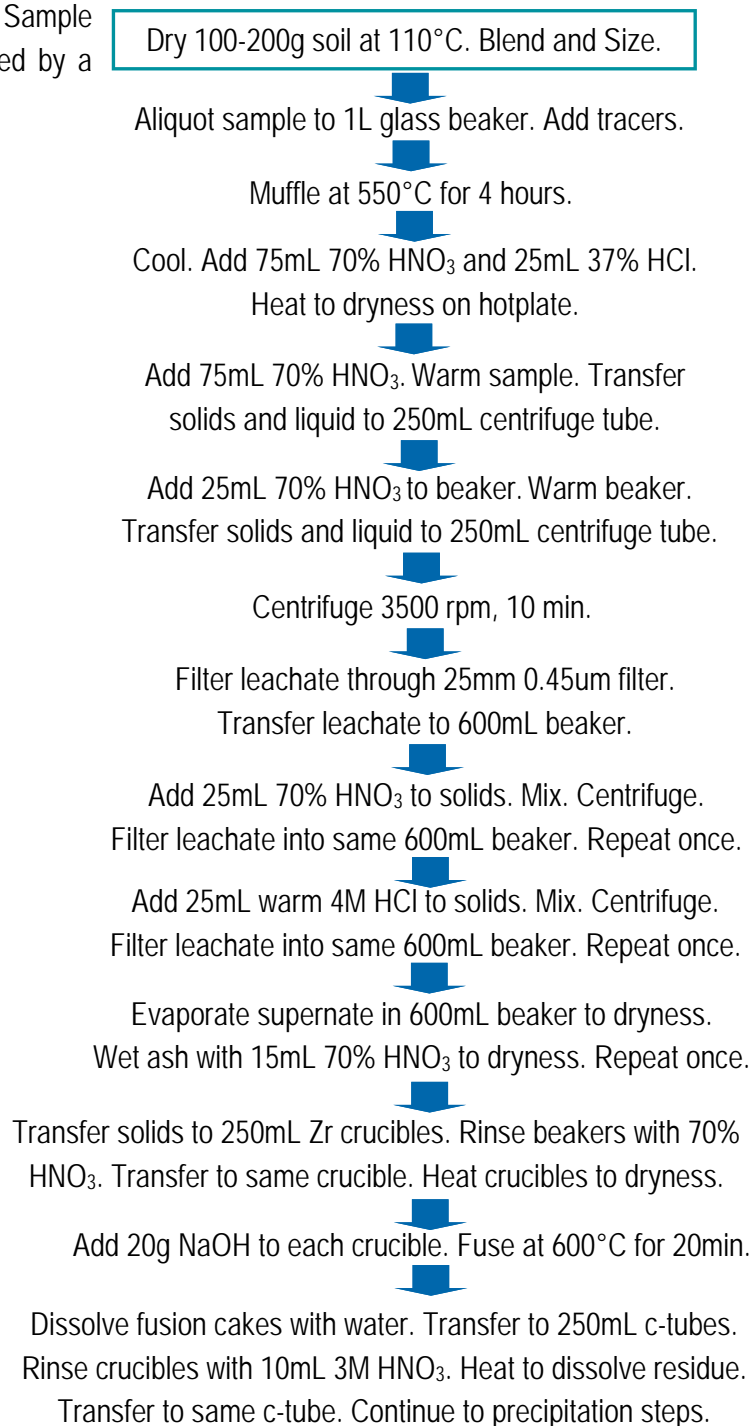 Sample
ed by a
Dry 100-200g soil at 110°C. Blend and Size.
Aliquot sample to 1L glass beaker. Add tracers.
Muffle at 550°C for 4 hours.
Cool. Add 75mL 70% HNO₃ and 25mL 37% HCl.
Heat to dryness on hotplate.
Add 75mL 70% HNO₃. Warm sample. Transfer
solids and liquid to 250mL centrifuge tube.
Add 25mL 70% HNO₃ to beaker. Warm beaker.
Transfer solids and liquid to 250mL centrifuge tube.
Centrifuge 3500 rpm, 10 min.
Filter leachate through 25mm 0.45um filter.
Transfer leachate to 600mL beaker.
Add 25mL 70% HNO₃ to solids. Mix. Centrifuge.
Filter leachate into same 600mL beaker. Repeat once.
Add 25mL warm 4M HCl to solids. Mix. Centrifuge.
Filter leachate into same 600mL beaker. Repeat once.
Evaporate supernate in 600mL beaker to dryness.
Wet ash with 15mL 70% HNO₃ to dryness. Repeat once.
Transfer solids to 250mL Zr crucibles. Rinse beakers with 70%
HNO₃. Transfer to same crucible. Heat crucibles to dryness.
Add 20g NaOH to each crucible. Fuse at 600°C for 20min.
Dissolve fusion cakes with water. Transfer to 250mL c-tubes.
Rinse crucibles with 10mL 3M HNO₃. Heat to dissolve residue.
Transfer to same c-tube. Continue to precipitation steps.